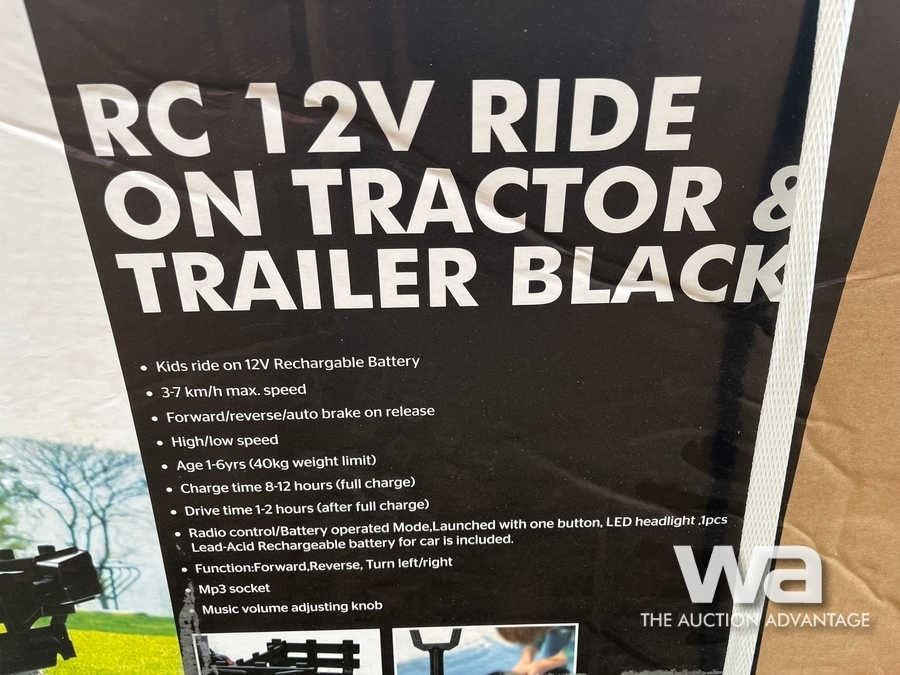 RC 12V RIDE
ON TRACTOR &
TRAILER BLACK
• Kids ride on 12V Rechargable Battery
• 3-7 km/h max. speed
• Forward/reverse/auto brake on release
• High/low speed
• Age 1-6yrs (40kg weight limit)
• Charge time 8-12 hours (full charge)
• Drive time 1-2 hours (after full charge)
• Radio control/Battery operated Mode,Launched with one button, LED headlight ,1pcs
Lead-Acid Rechargeable battery for car is included.
• Function:Forward,Reverse, Turn left/right
• Mp3 socket
Music volume adjusting knob
wa
THE AUCTION ADVANTAGE